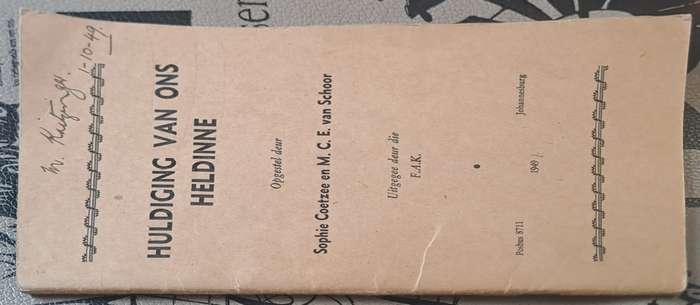 1-10-49
HULDIGING VAN ONS
HELDINNE
Opgestel deur
Sophie Coetzee en M. C. E. van Schoor
Uitgegee deur die
F.A.K.
Posbus 8711
1949
Johannesburg